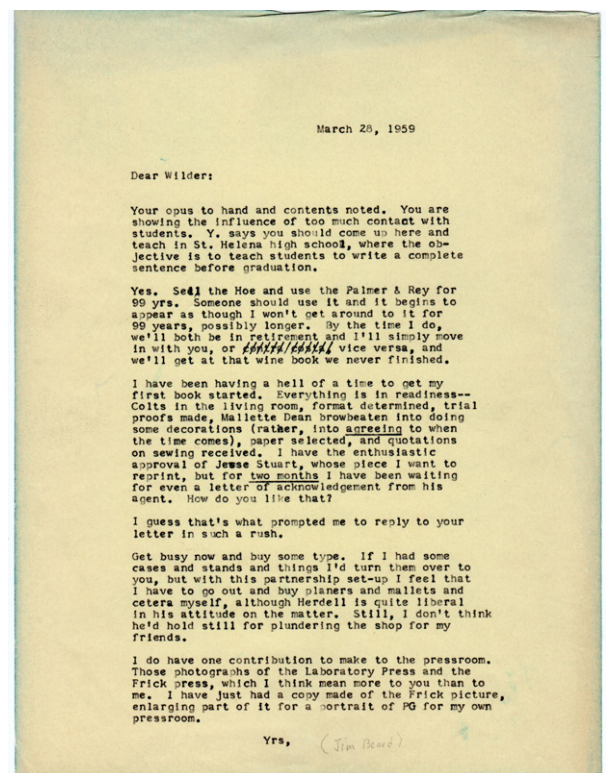 March 28, 1959
Dear Wilder:
Your opus to hand and contents noted. You are
showing the influence of too much contact with
students. Y. says you should come up here and
teach in St. Helena high school, where the ob-
jective is to teach students to write a complete
sentence before graduation.
Yes. Sell the Hoe and use the Palmer & Rey for
99 yrs. Someone should use it and it begins to
appear as though I won't get around to it for
99 years, possibly longer. By the time I do,
we'll both be in retirement and I'll simply move
in with you, or vice versa, and
we'll get at that wine book we never finished.
I have been having a hell of a time to get my
first book started. Everything is in readiness--
Colts in the living room, format determined, trial
proofs made, Mallette Dean browbeaten into doing
some decorations (rather, into agreeing to when
the time comes), paper selected, and quotations
on sewing received. I have the enthusiastic
approval of Jesse Stuart, whose piece I want to
reprint, but for two months I have been waiting
for even a letter of acknowledgement from his
agent. How do you like that?
I guess that's what prompted me to reply to your
letter in such a rush.
Get busy now and buy some type. If I had some
cases and stands and things I'd turn them over to
you, but with this partnership set-up I feel that
I have to go out and buy planers and mallets and
cetera myself, although Herdell is quite liberal
in his attitude on the matter. Still, I don't think
he'd hold still for plundering the shop for my
friends.
I do have one contribution to make to the pressroom.
Those photographs of the Laboratory Press and the
Frick press, which I think mean more to you than to
me. I have just had a copy made of the Frick picture,
enlarging part of it for a portrait of PG for my own
pressroom.
Yrs, (Jim Beard)